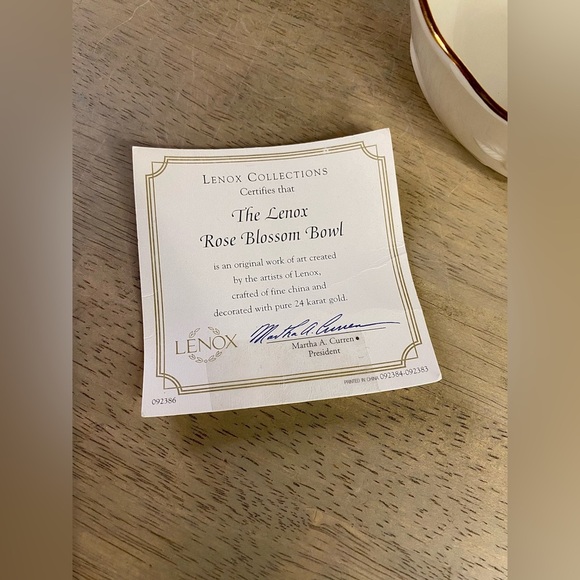 LENOX COLLECTIONS
Certifies that
The Lenox
Rose Blossom Bowl
is an original work of art created
by the artists of Lenox,
crafted of fine china and
decorated with pure 24 karat gold.
LENOX
Martha A. Curren
Martha A. Curren
President
092386
PRINTED IN CHINA 092384-092383